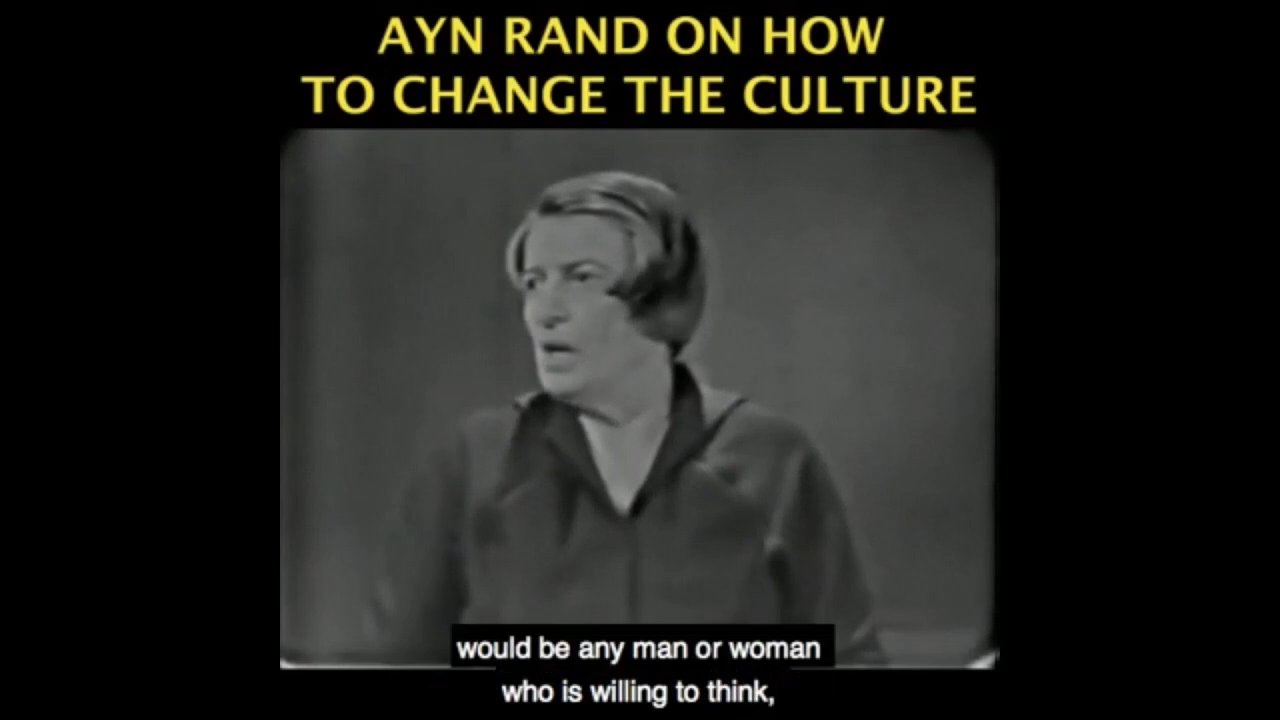 AYN RAND ON HOW
TO CHANGE THE CULTURE
would be any man or woman
who is willing to think,